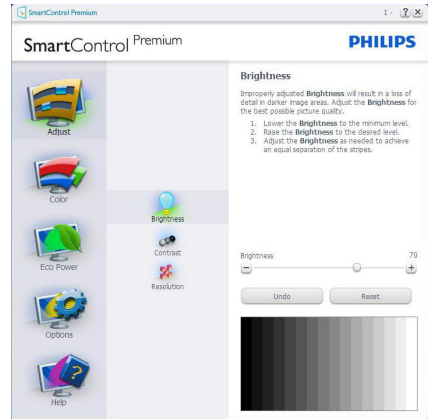 SmartControl Premium
1 -
?
X
SmartControl Premium
PHILIPS
Adjust
Color
Eco Power
Options
Help
Brightness
Contrast
Resolution
Brightness
Improperly adjusted Brightness will result in a loss of
detail in darker image areas. Adjust the Brightness for
the best possible picture quality.
1. Lower the Brightness to the minimum level.
2. Raise the Brightness to the desired level.
3. Adjust the Brightness as needed to achieve
an equal separation of the stripes.
Brightness 70
Undo Reset